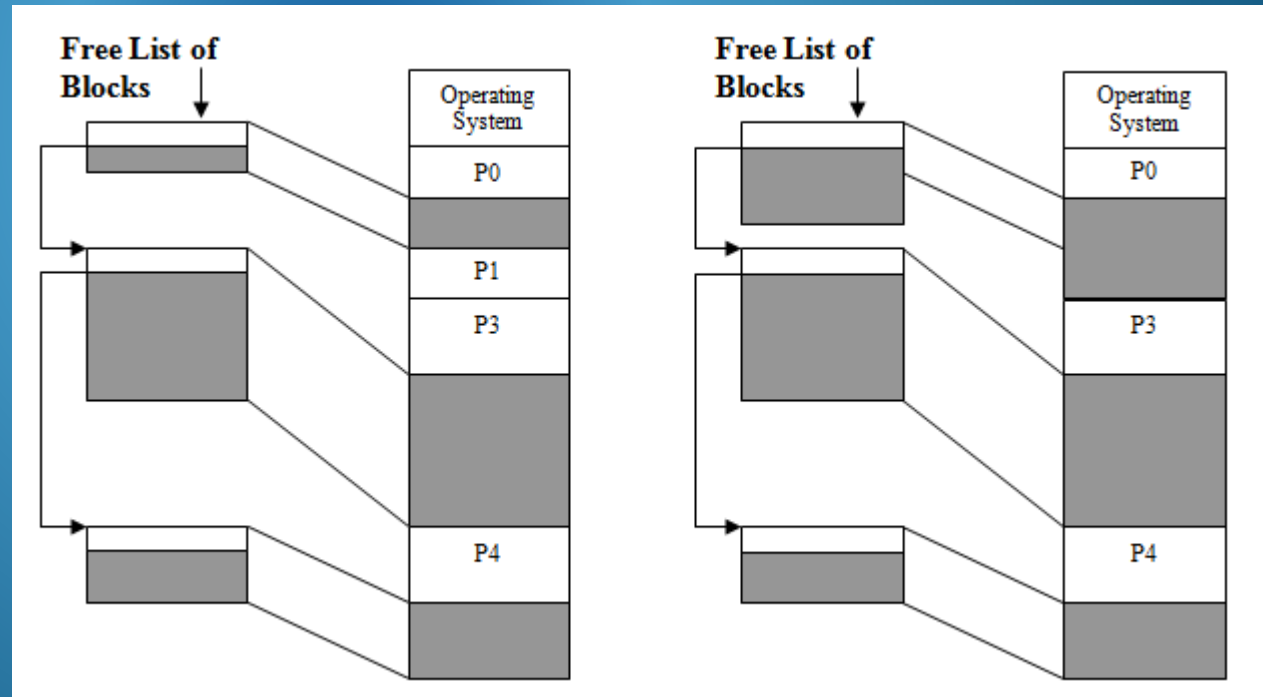 Free List of
Blocks
Operating
System
P0
P1
P3
P4
Free List of
Blocks
Operating
System
P0
P3
P4